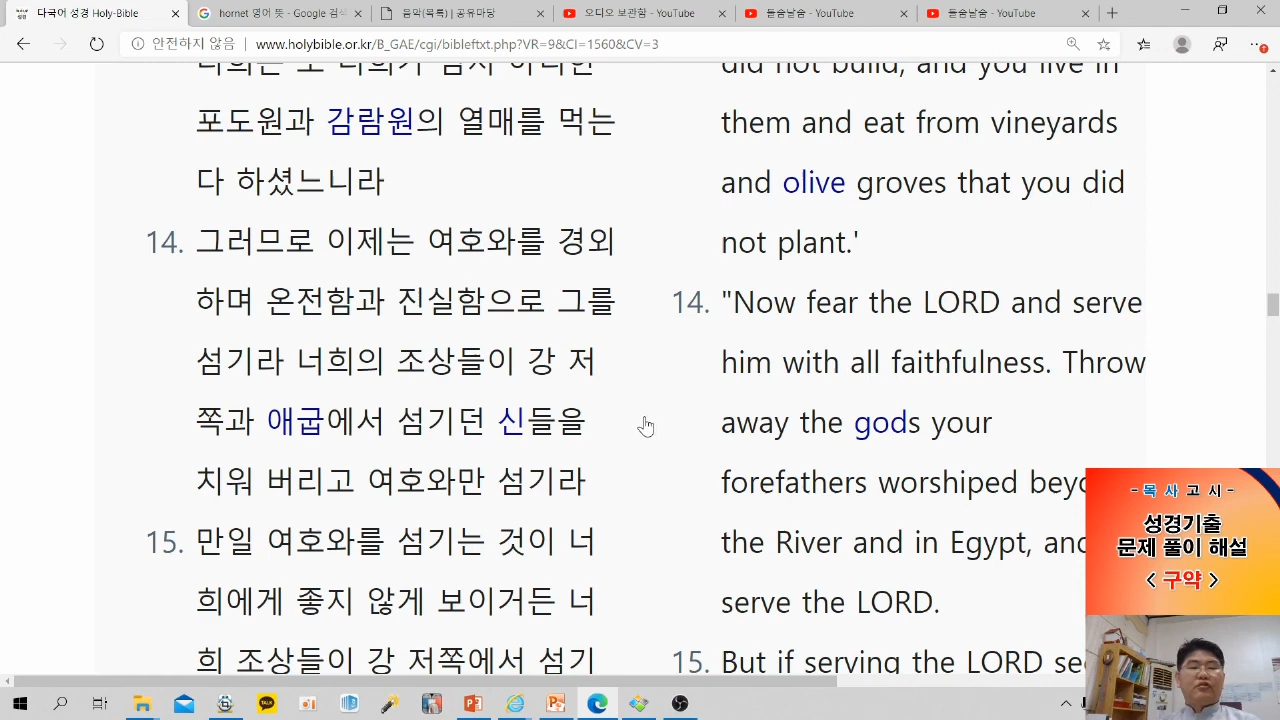 다국어 성경 Holy-Bible
hornet 영어 뜻 - Google 검색
음악(목록) | 공유마당
오디오 보관함 - YouTube
돌숨날숨 - YouTube
돌숨날숨 - YouTube
안전하지 않음
www.holybible.or.kr/B_GAE/cgi/bibleftxt.php?VR=9&CI=1560&CV=3
포도원과 감람원의 열매를 먹는
다 하셨느니라
14. 그러므로 이제는 여호와를 경외
하며 온전함과 진실함으로 그를
섬기라 너희의 조상들이 강 저
쪽과 애굽에서 섬기던 신들을
치워 버리고 여호와만 섬기라
15. 만일 여호와를 섬기는 것이 너
희에게 좋지 않게 보이거든 너
희 조상들이 강 저쪽에서 섬기
did not build, and you live in
them and eat from vineyards
and olive groves that you did
not plant.'
14. "Now fear the LORD and serve
him with all faithfulness. Throw
away the gods your
forefathers worshiped
the River and in Egypt, and
serve the LORD.
15. But if serving the LORD
- 목 사 고 시 -
성경기출
문제 풀이 해설
< 구약 >